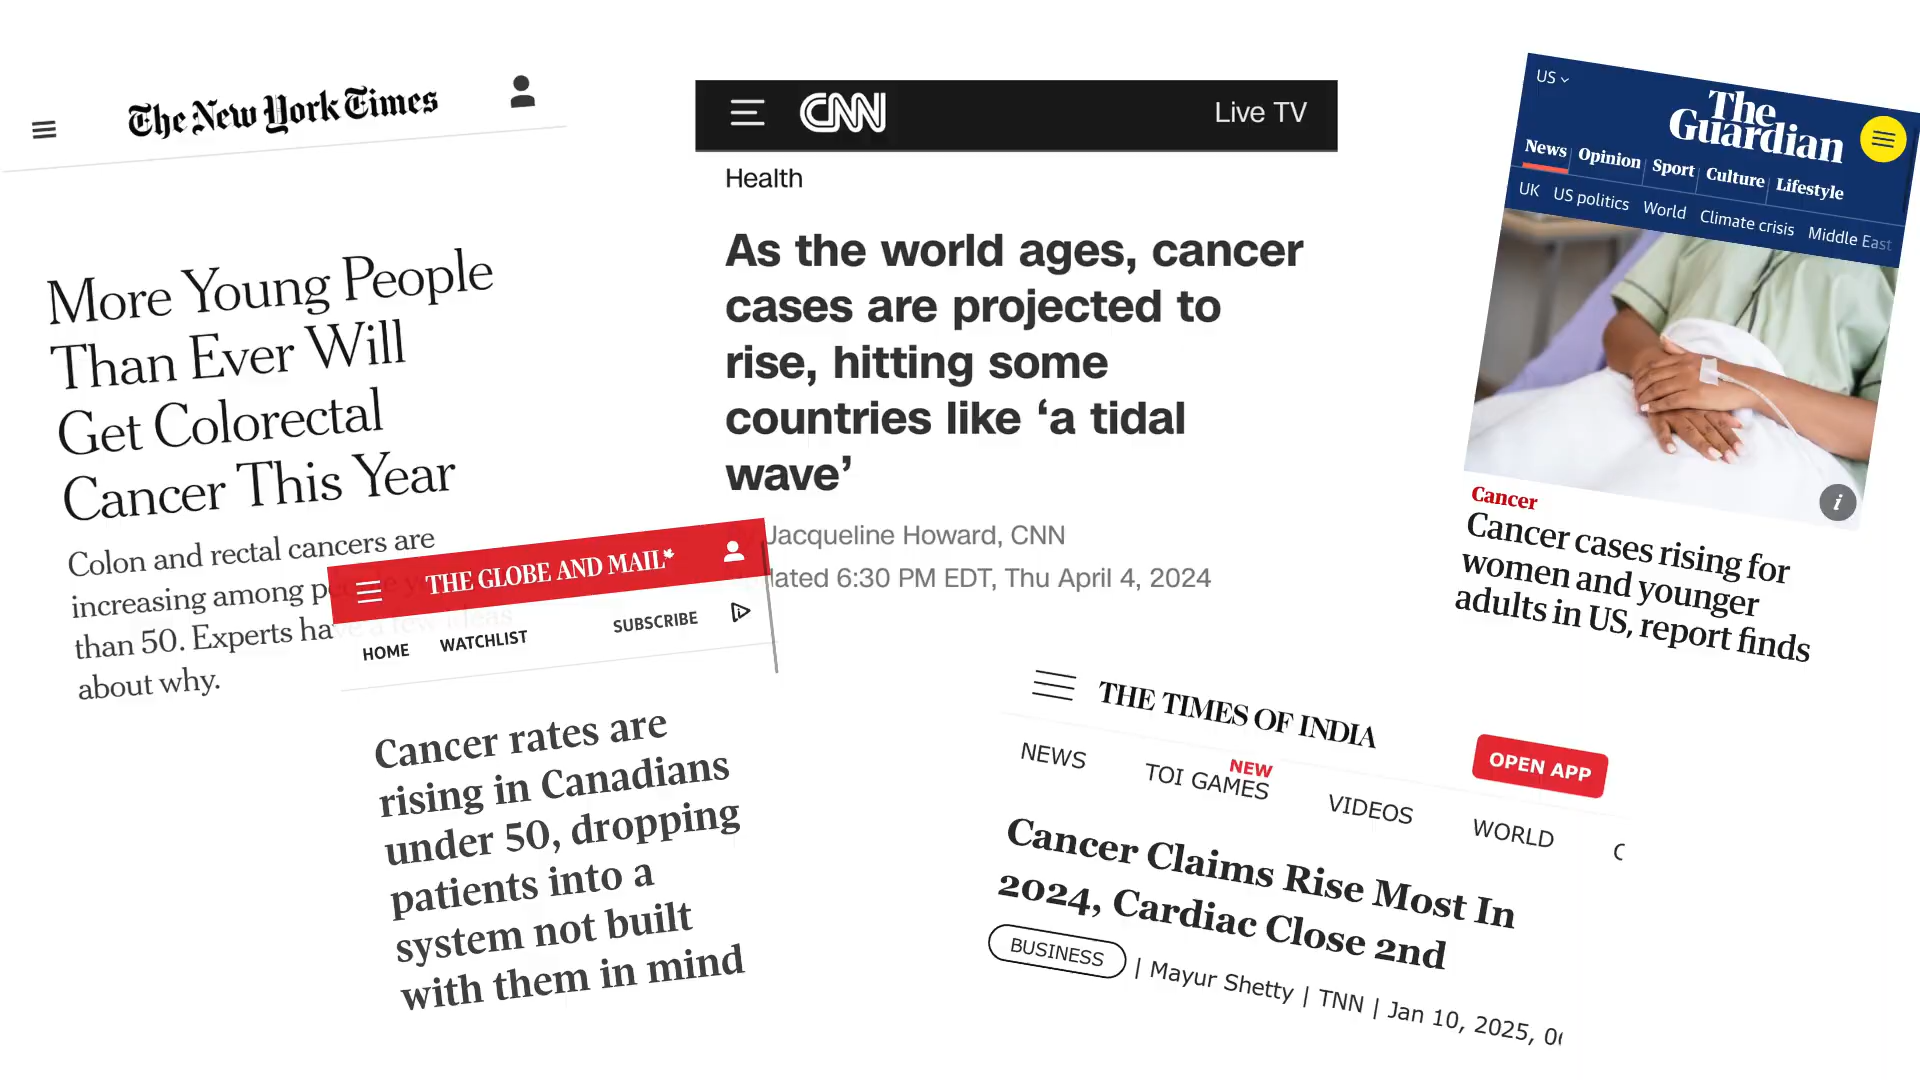 The New York Times
More Young People
Than Ever Will
Get Colorectal
Cancer This Year
Colon and rectal cancers are
increasing among
than 50. Experts have a few ideas
about why.
CNN
Live TV
Health
As the world ages, cancer
cases are projected to
rise, hitting some
countries like ‘a tidal
wave’
Jacqueline Howard, CNN
6:30 PM EDT, Thu April 4, 2024
US
The
Guardian
News Opinion Sport Culture Lifestyle
UK US politics World Climate crisis Middle East
i
Cancer
Cancer cases rising for
women and younger
adults in US, report finds
THE GLOBE AND MAIL
HOME WATCHLIST SUBSCRIBE
Cancer rates are
rising in Canadians
under 50, dropping
patients into a
system not built
with them in mind
THE TIMES OF INDIA
OPEN APP
NEW
NEWS TOI GAMES VIDEOS WORLD
Cancer Claims Rise Most In
2024, Cardiac Close 2nd
BUSINESS | Mayur Shetty | TNN | Jan 10, 2025,